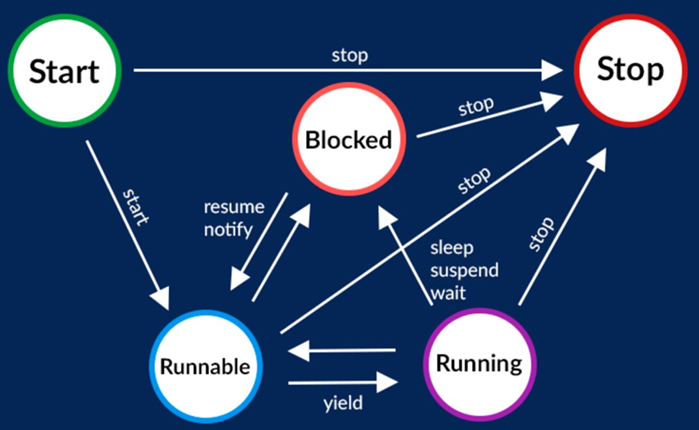 Start
stop
Stop
Blocked
stop
start
resume
notify
stop
sleep
suspend
wait
stop
Runnable
Running
yield